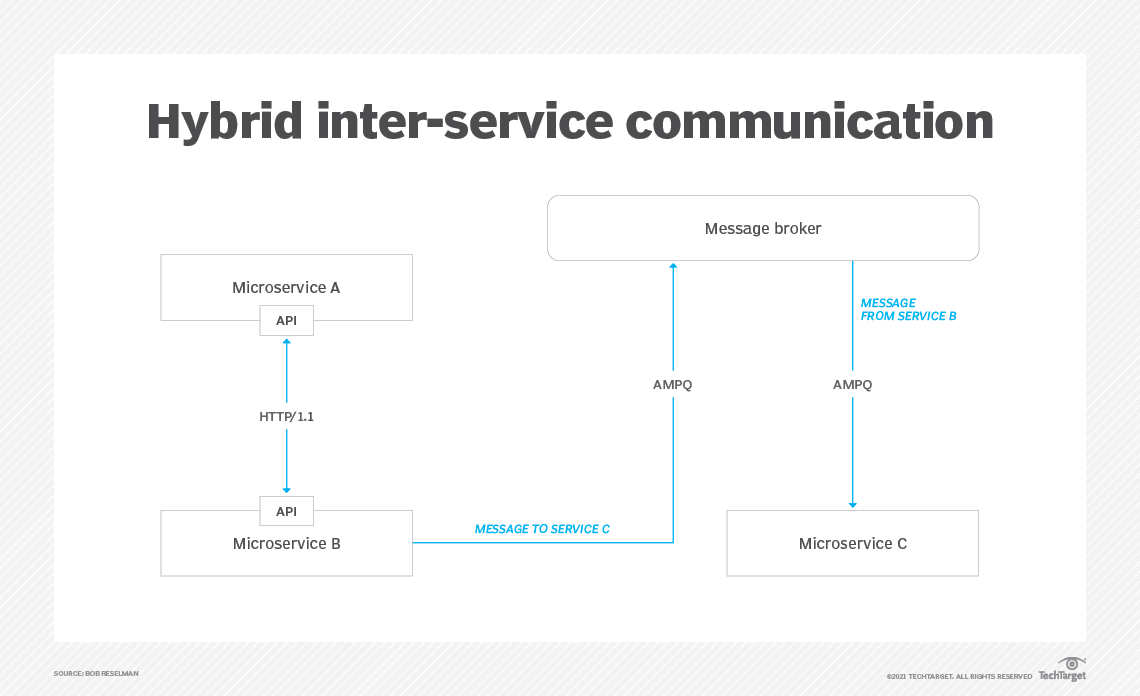 Hybrid inter-service communication
Message broker
Microservice A
API
MESSAGE
FROM SERVICE B
AMPQ
AMPQ
HTTP/1.1
API
MESSAGE TO SERVICE C
Microservice B
Microservice C
SOURCE: BOB RESELMAN
©2021 TECHTARGET. ALL RIGHTS RESERVED
TechTarget